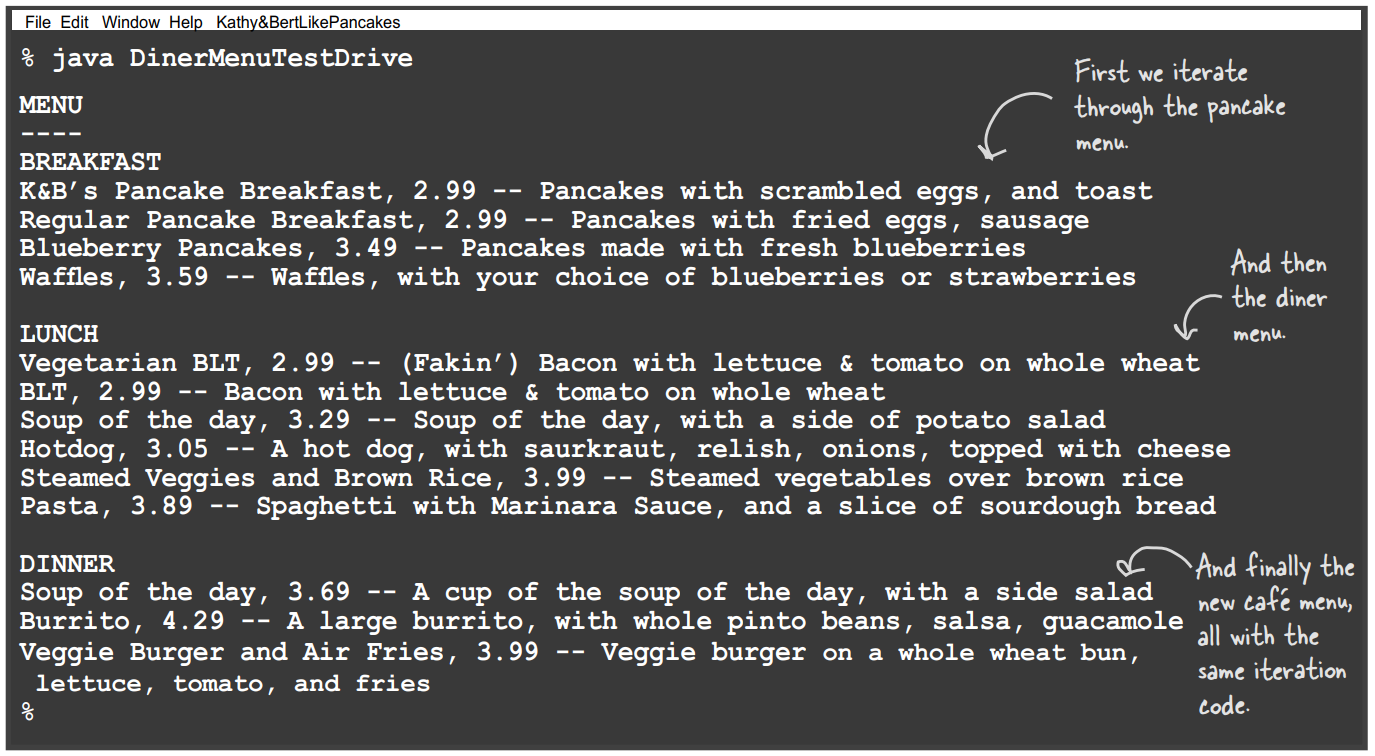 File Edit Window Help Kathy&BertLikePancakes
% java DinerMenuTestDrive
First we iterate
through the pancake
menu.
MENU
----
BREAKFAST
K&B’s Pancake Breakfast, 2.99 -- Pancakes with scrambled eggs, and toast
Regular Pancake Breakfast, 2.99 -- Pancakes with fried eggs, sausage
Blueberry Pancakes, 3.49 -- Pancakes made with fresh blueberries
Waffles, 3.59 -- Waffles, with your choice of blueberries or strawberries
And then
the diner
menu.
LUNCH
Vegetarian BLT, 2.99 -- (Fakin’) Bacon with lettuce & tomato on whole wheat
BLT, 2.99 -- Bacon with lettuce & tomato on whole wheat
Soup of the day, 3.29 -- Soup of the day, with a side of potato salad
Hotdog, 3.05 -- A hot dog, with saurkraut, relish, onions, topped with cheese
Steamed Veggies and Brown Rice, 3.99 -- Steamed vegetables over brown rice
Pasta, 3.89 -- Spaghetti with Marinara Sauce, and a slice of sourdough bread
DINNER
Soup of the day, 3.69 -- A cup of the soup of the day, with a side salad
Burrito, 4.29 -- A large burrito, with whole pinto beans, salsa, guacamole
Veggie Burger and Air Fries, 3.99 -- Veggie burger on a whole wheat bun,
lettuce, tomato, and fries
%
And finally the
new café menu,
all with the
same iteration
code.